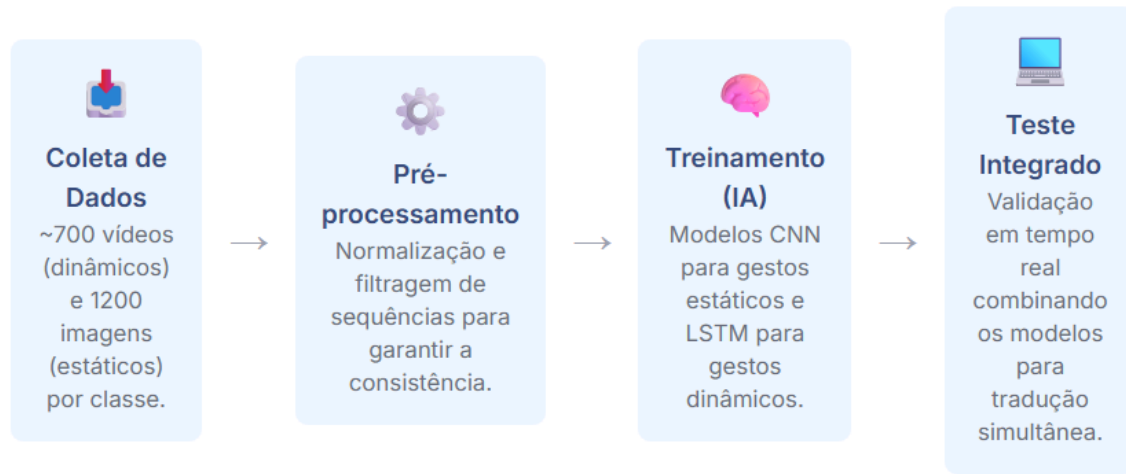 Coleta de
Dados
~700 vídeos
(dinâmicos)
e 1200
imagens
(estáticos)
por classe.
→
Pré-
processamento
Normalização e
filtragem de
sequências para
garantir a
consistência.
→
Treinamento
(IA)
Modelos CNN
para gestos
estáticos e
LSTM para
gestos
dinâmicos.
→
Teste
Integrado
Validação
em tempo
real
combinando
os modelos
para
tradução
simultânea.